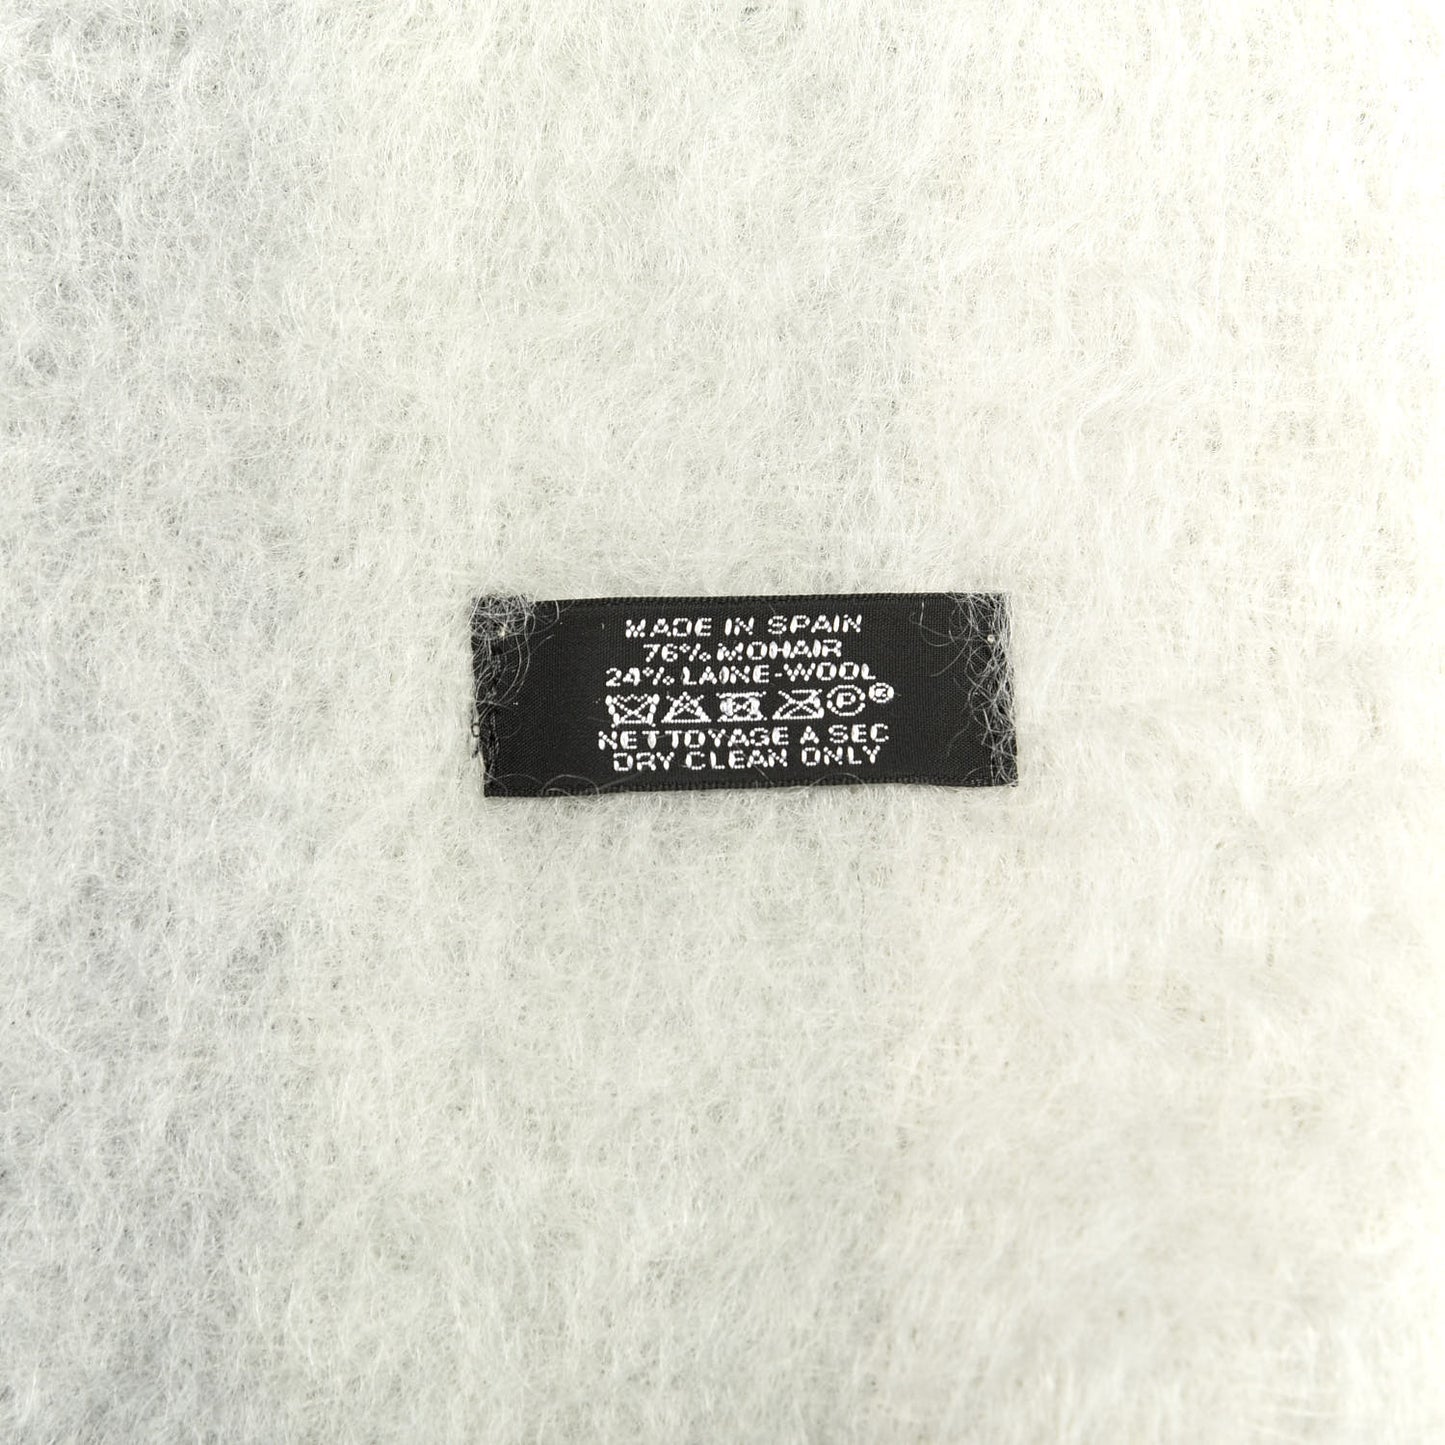 MADE IN SPAIN
76% MOHAIR
24% LAINE-WOOL
P®
NETTOYAGE A SEC
DRY CLEAN ONLY